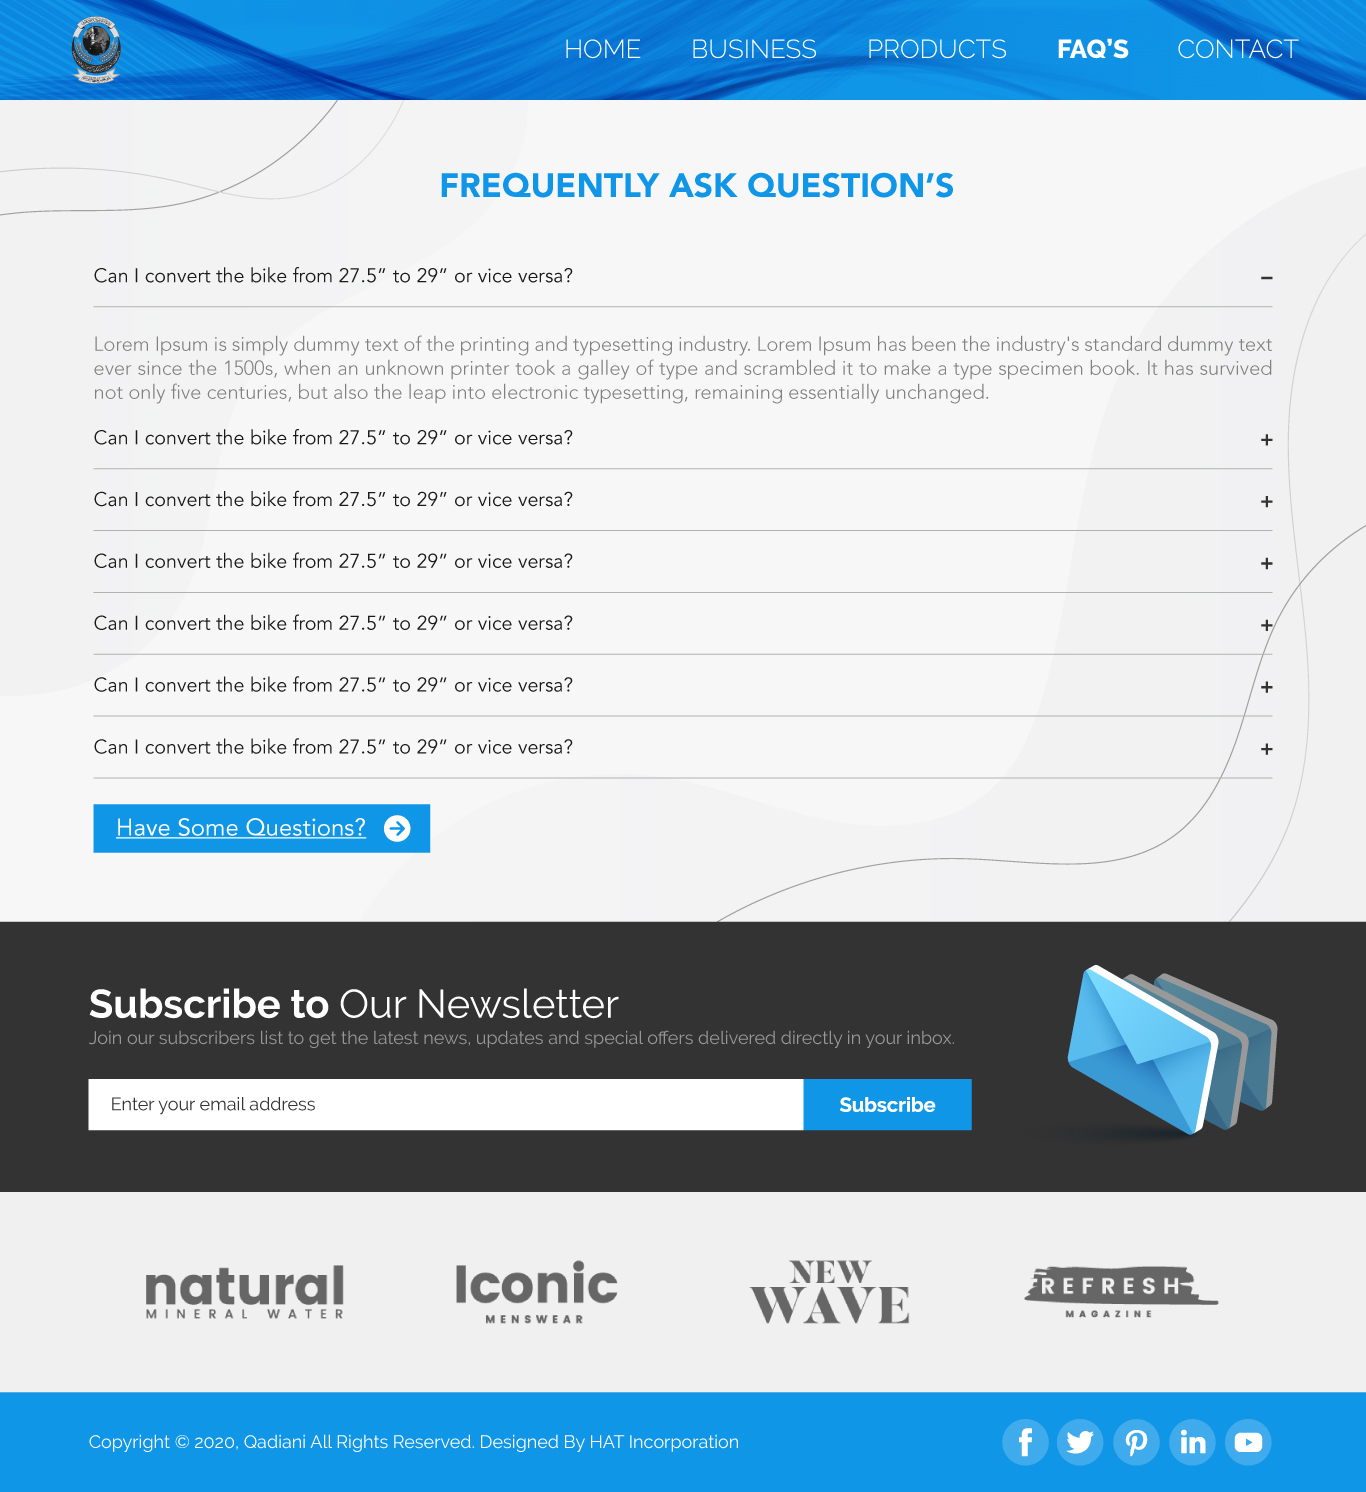 HOME BUSINESS PRODUCTS FAQ’S CONTACT
FREQUENTLY ASK QUESTION’S
Can I convert the bike from 27.5” to 29” or vice versa? –
Lorem Ipsum is simply dummy text of the printing and typesetting industry. Lorem Ipsum has been the industry's standard dummy text
ever since the 1500s, when an unknown printer took a galley of type and scrambled it to make a type specimen book. It has survived
not only five centuries, but also the leap into electronic typesetting, remaining essentially unchanged.
Can I convert the bike from 27.5” to 29” or vice versa? +
Can I convert the bike from 27.5” to 29” or vice versa? +
Can I convert the bike from 27.5” to 29” or vice versa? +
Can I convert the bike from 27.5” to 29” or vice versa? +
Can I convert the bike from 27.5” to 29” or vice versa? +
Can I convert the bike from 27.5” to 29” or vice versa? +
Have Some Questions?
Subscribe to Our Newsletter
Join our subscribers list to get the latest news, updates and special offers delivered directly in your inbox.
Enter your email address
Subscribe
natural
MINERAL WATER
Iconic
MENSWEAR
NEW
WAVE
REFRESH
MAGAZINE
Copyright © 2020, Qadiani All Rights Reserved. Designed By HAT Incorporation